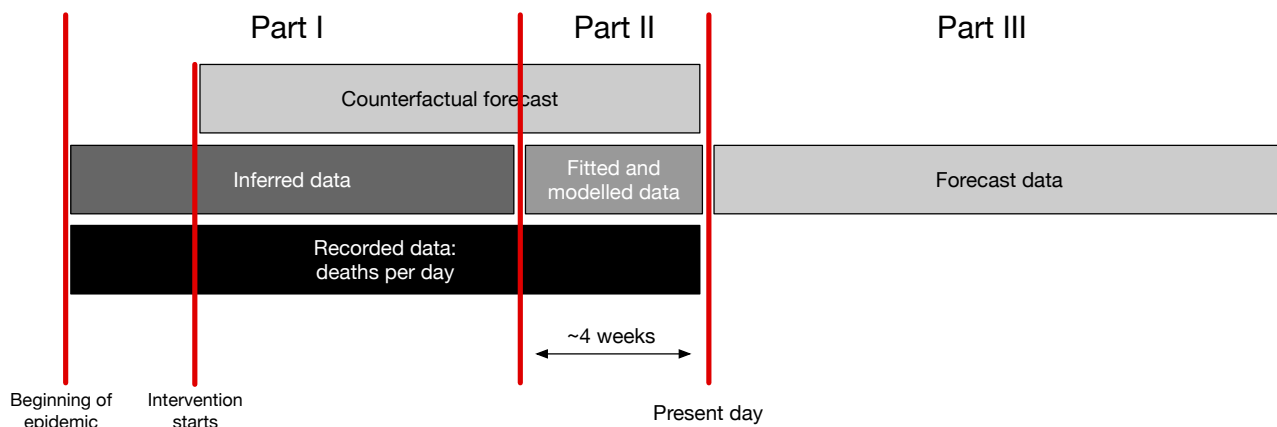 Part I
Part II
Part III
Counterfactual forecast
Inferred data
Fitted and
modelled data
Forecast data
Recorded data:
deaths per day
~4 weeks
Beginning of
epidemic
Intervention
starts
Present day